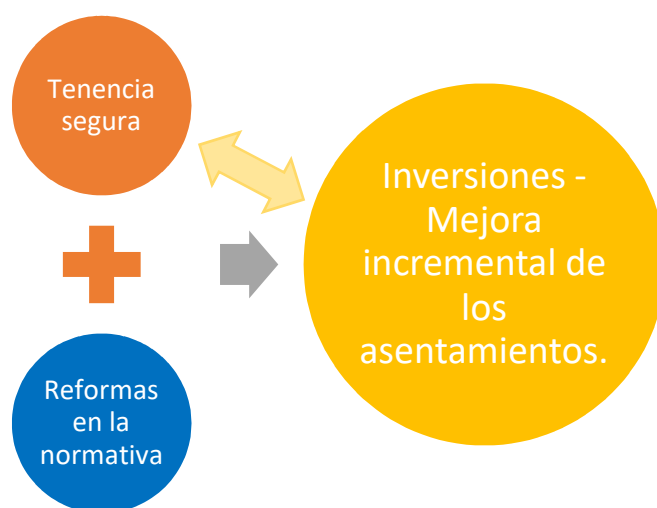 Tenencia
segura
Inversiones -
Mejora
incremental de
los
asentamientos.
Reformas
en la
normativa